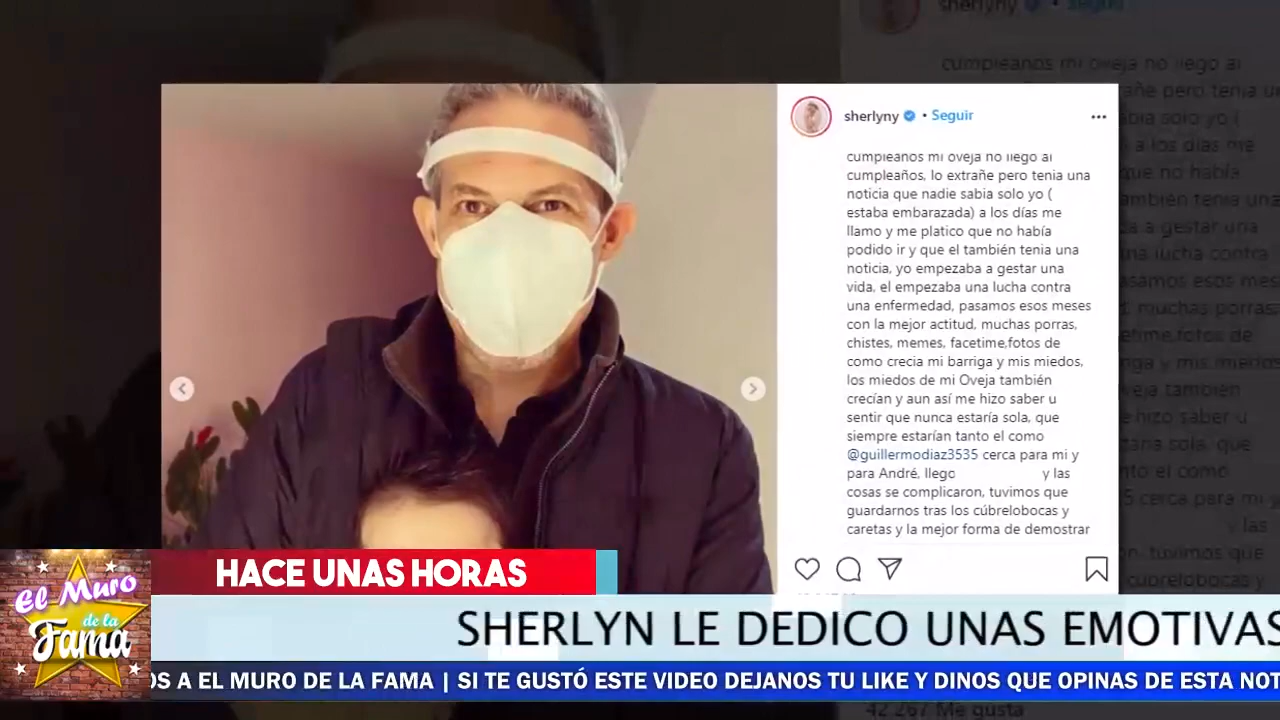 sherlyny • Seguir
cumpleaños mi oveja no llego al
cumpleaños, lo extrañe pero tenia una
noticia que nadie sabia solo yo (
estaba embarazada) a los días me
llamo y me platico que no había
podido ir y que el también tenia una
noticia, yo empezaba a gestar una
vida, el empezaba una lucha contra
una enfermedad, pasamos esos meses
con la mejor actitud, muchas porras,
chistes, memes, facetime,fotos de
como crecia mi barriga y mis miedos,
los miedos de mi Oveja también
crecían y aun así me hizo saber u
sentir que nunca estaría sola, que
siempre estarían tanto el como
@guillermodiaz3535 cerca para mi y
para André, llego y las
cosas se complicaron, tuvimos que
guardarnos tras los cúbrelobocas y
caretas y la mejor forma de demostrar
HACE UNAS HORAS
El Muro
de la
Fama
SHERLYN LE DEDICO UNAS EMOTIVAS
OS A EL MURO DE LA FAMA | SI TE GUSTÓ ESTE VIDEO DEJANOS TU LIKE Y DINOS QUE OPINAS DE ESTA NOT
42,267 Me gusta